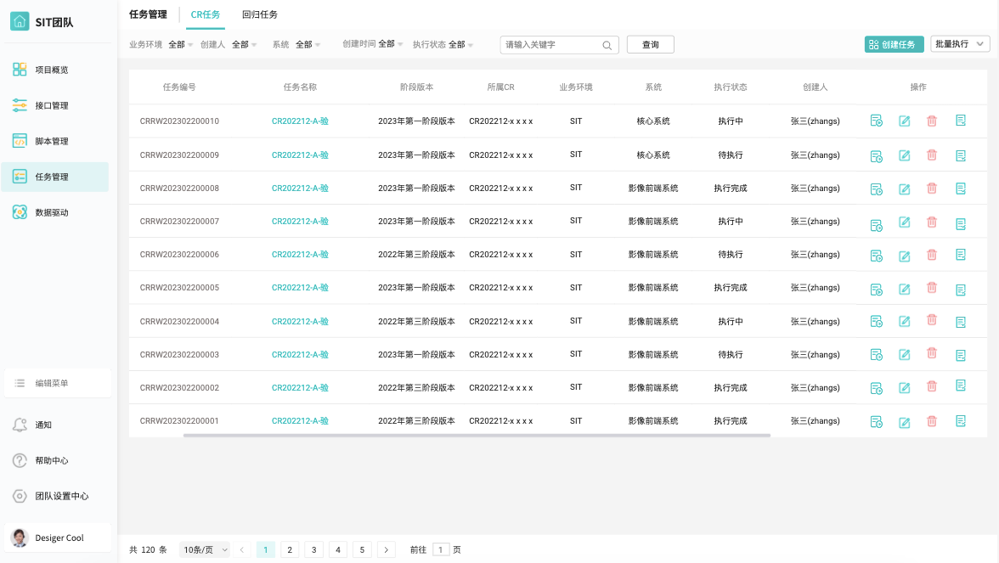 SIT团队
项目概览
接口管理
脚本管理
任务管理
数据驱动
编辑菜单
通知
帮助中心
团队设置中心
Desiger Cool
任务管理 CR任务 回归任务
业务环境 全部 创建人 全部 系统 全部 创建时间 全部 执行状态 全部 请输入关键字 查询 创建任务 批量执行
任务编号 任务名称 阶段版本 所属CR 业务环境 系统 执行状态 创建人 操作
CRRW202302200010 CR202212-A-验 2023年第一阶段版本 CR202212-x x x x SIT 核心系统 执行中 张三(zhangs)
CRRW202302200009 CR202212-A-验 2023年第一阶段版本 CR202212-x x x x SIT 核心系统 待执行 张三(zhangs)
CRRW202302200008 CR202212-A-验 2023年第一阶段版本 CR202212-x x x x SIT 影像前端系统 执行完成 张三(zhangs)
CRRW202302200007 CR202212-A-验 2023年第一阶段版本 CR202212-x x x x SIT 影像前端系统 执行中 张三(zhangs)
CRRW202302200006 CR202212-A-验 2022年第三阶段版本 CR202212-x x x x SIT 影像前端系统 待执行 张三(zhangs)
CRRW202302200005 CR202212-A-验 2023年第一阶段版本 CR202212-x x x x SIT 影像前端系统 执行完成 张三(zhangs)
CRRW202302200004 CR202212-A-验 2022年第三阶段版本 CR202212-x x x x SIT 影像前端系统 执行中 张三(zhangs)
CRRW202302200003 CR202212-A-验 2023年第一阶段版本 CR202212-x x x x SIT 影像前端系统 待执行 张三(zhangs)
CRRW202302200002 CR202212-A-验 2022年第三阶段版本 CR202212-x x x x SIT 影像前端系统 执行完成 张三(zhangs)
CRRW202302200001 CR202212-A-验 2022年第三阶段版本 CR202212-x x x x SIT 影像前端系统 执行完成 张三(zhangs)
共 120 条 10条/页 1 2 3 4 5 前往 1 页